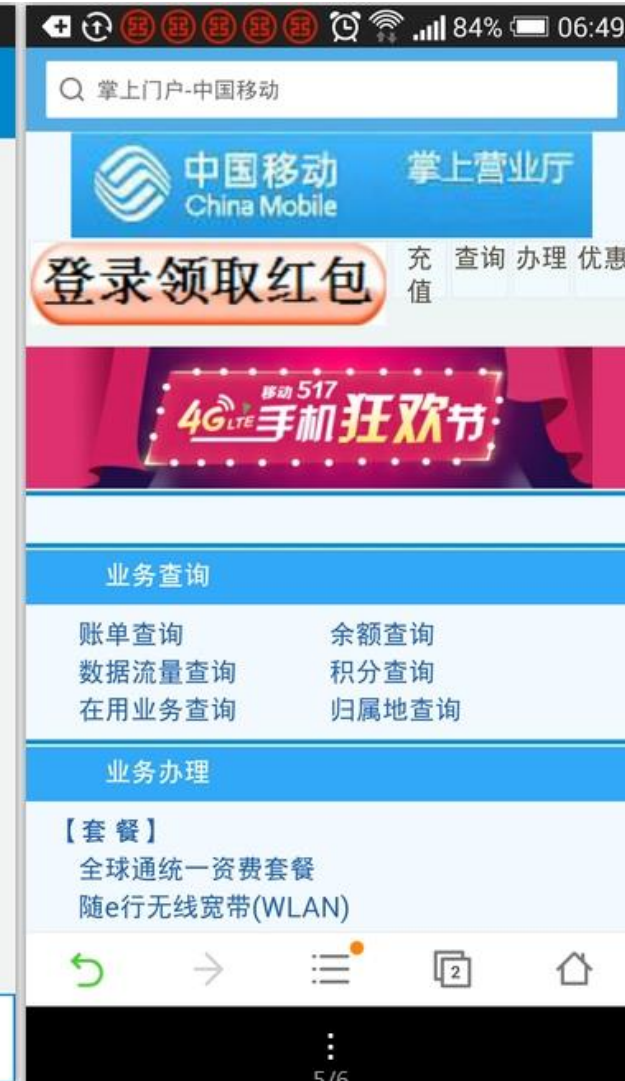 84% 06:49
掌上门户-中国移动
中国移动 掌上营业厅
China Mobile
登录领取红包
充值 查询 办理 优惠
移动 517
4G LTE 手机狂欢节
业务查询
账单查询 余额查询
数据流量查询 积分查询
在用业务查询 归属地查询
业务办理
【套 餐】
全球通统一资费套餐
随e行无线宽带(WLAN)
2
5/6